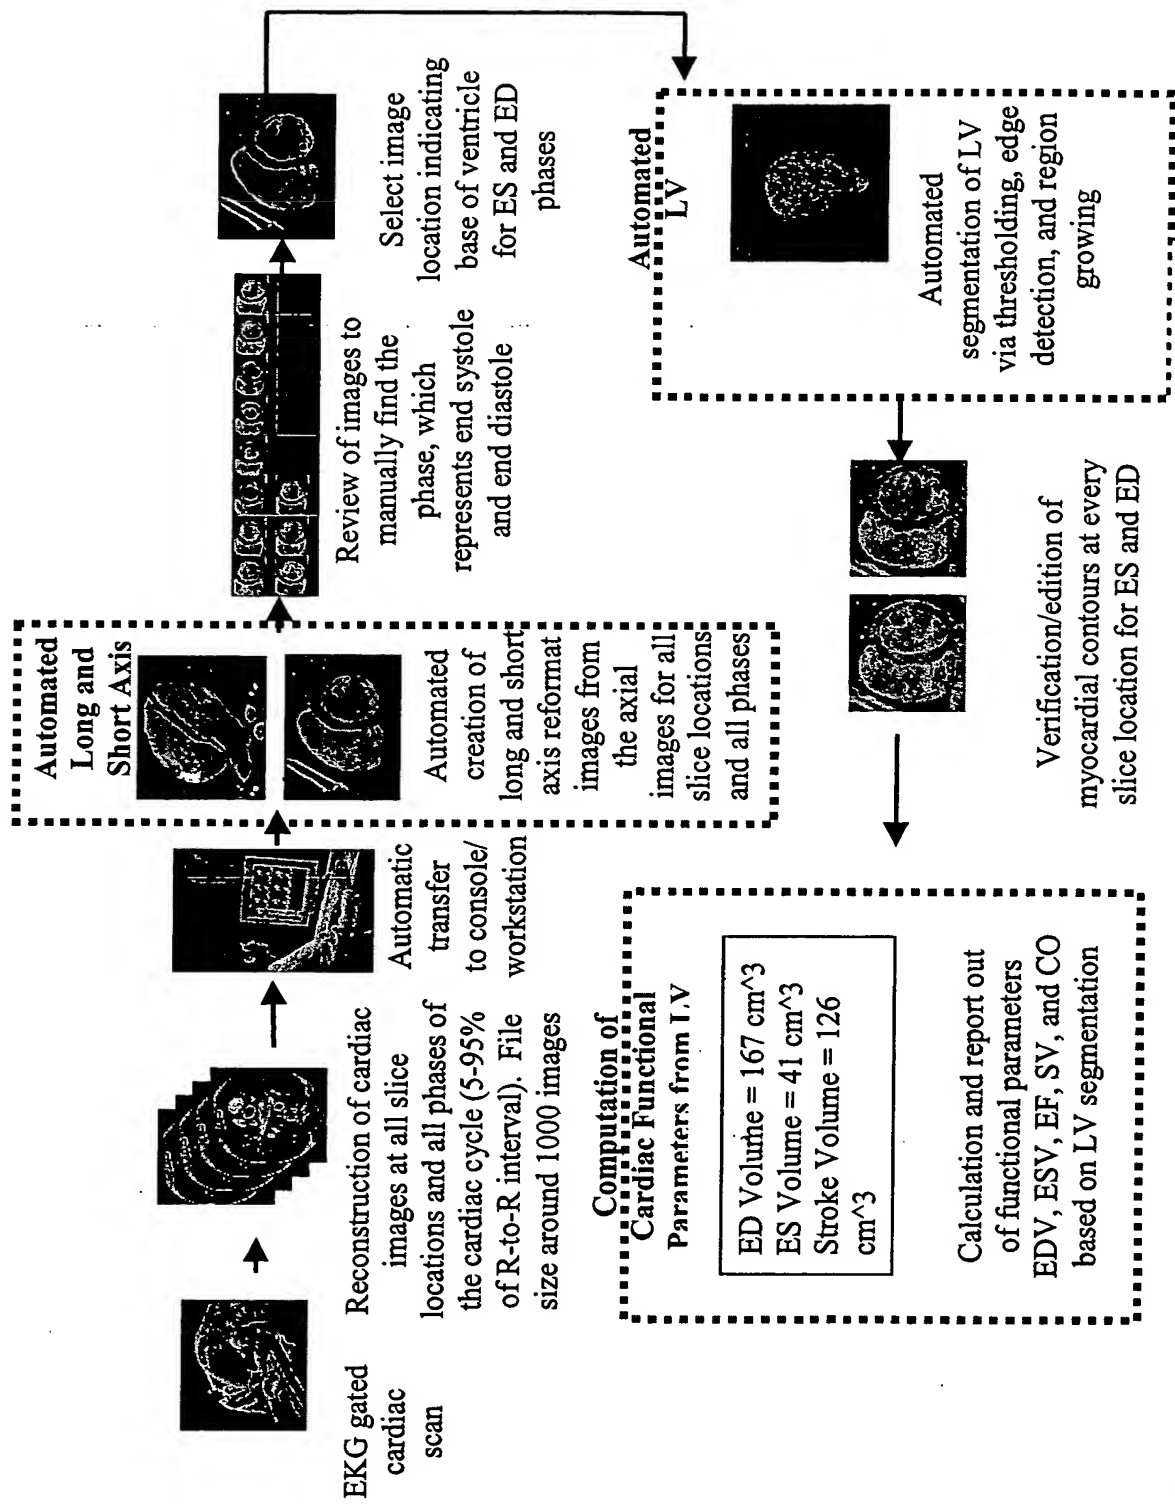 EKG gated
cardiac
scan
Reconstruction of cardiac
images at all slice
locations and all phases of
the cardiac cycle (5-95%
of R-to-R interval). File
size around 1000 images
Automatic
transfer
to console/
workstation
Automated
Long and
Short Axis
Automated
creation of
long and short
axis reformat
images from
the axial
images for all
slice locations
and all phases
Review of images to
manually find the
phase, which
represents end systole
and end diastole
Select image
location indicating
base of ventricle
for ES and ED
phases
Automated
LV
Automated
segmentation of LV
via thresholding, edge
detection, and region
growing
Verification/edition of
myocardial contours at every
slice location for ES and ED
Computation of
Cardiac Functional
Parameters from LV
ED Volume = 167 cm^3
ES Volume = 41 cm^3
Stroke Volume = 126
cm^3
Calculation and report out
of functional parameters
EDV, ESV, EF, SV, and CO
based on LV segmentation